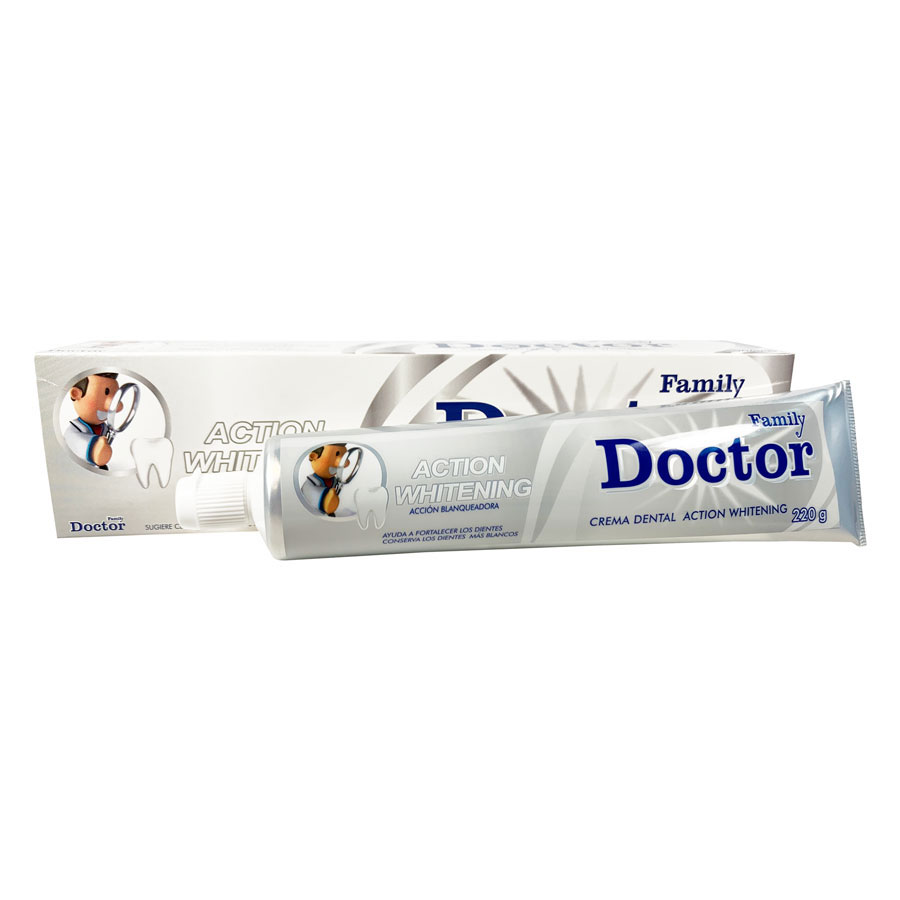 Doctor
Family
ACTION
Family
Doctor
SUGIERE
Family
Doctor
ACTION
WHITENING
ACCIÓN BLANQUEADORA
AYUDA A FORTALECER LOS DIENTES
CONSERVA LOS DIENTES MÁS BLANCOS
CREMA DENTAL ACTION WHITENING 220 g